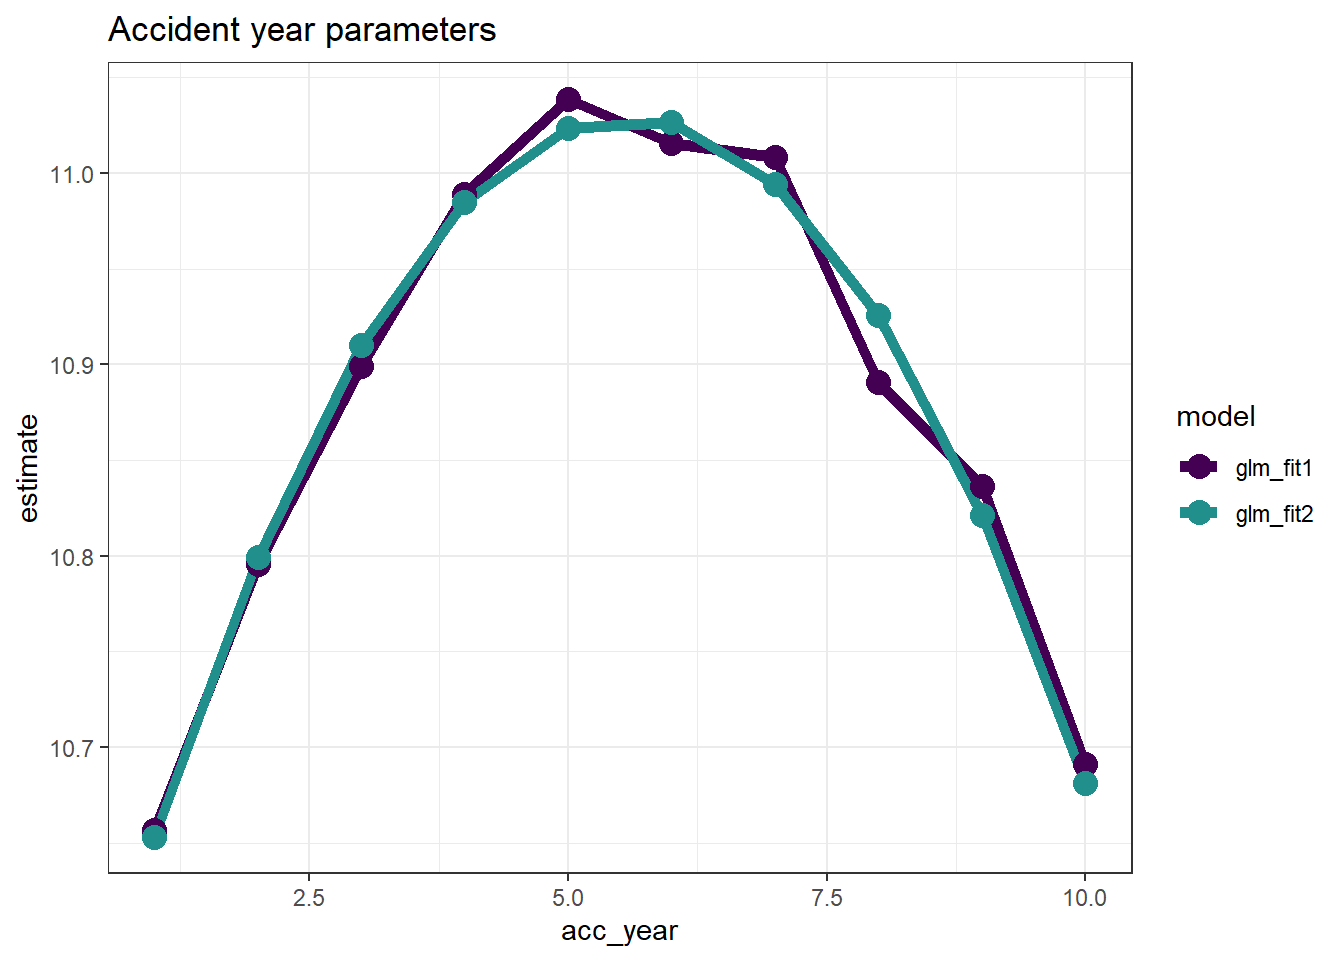 Accident year parameters
estimate
11.0
10.9
10.8
10.7
2.5 5.0 7.5 10.0
acc_year
model
glm_fit1
glm_fit2